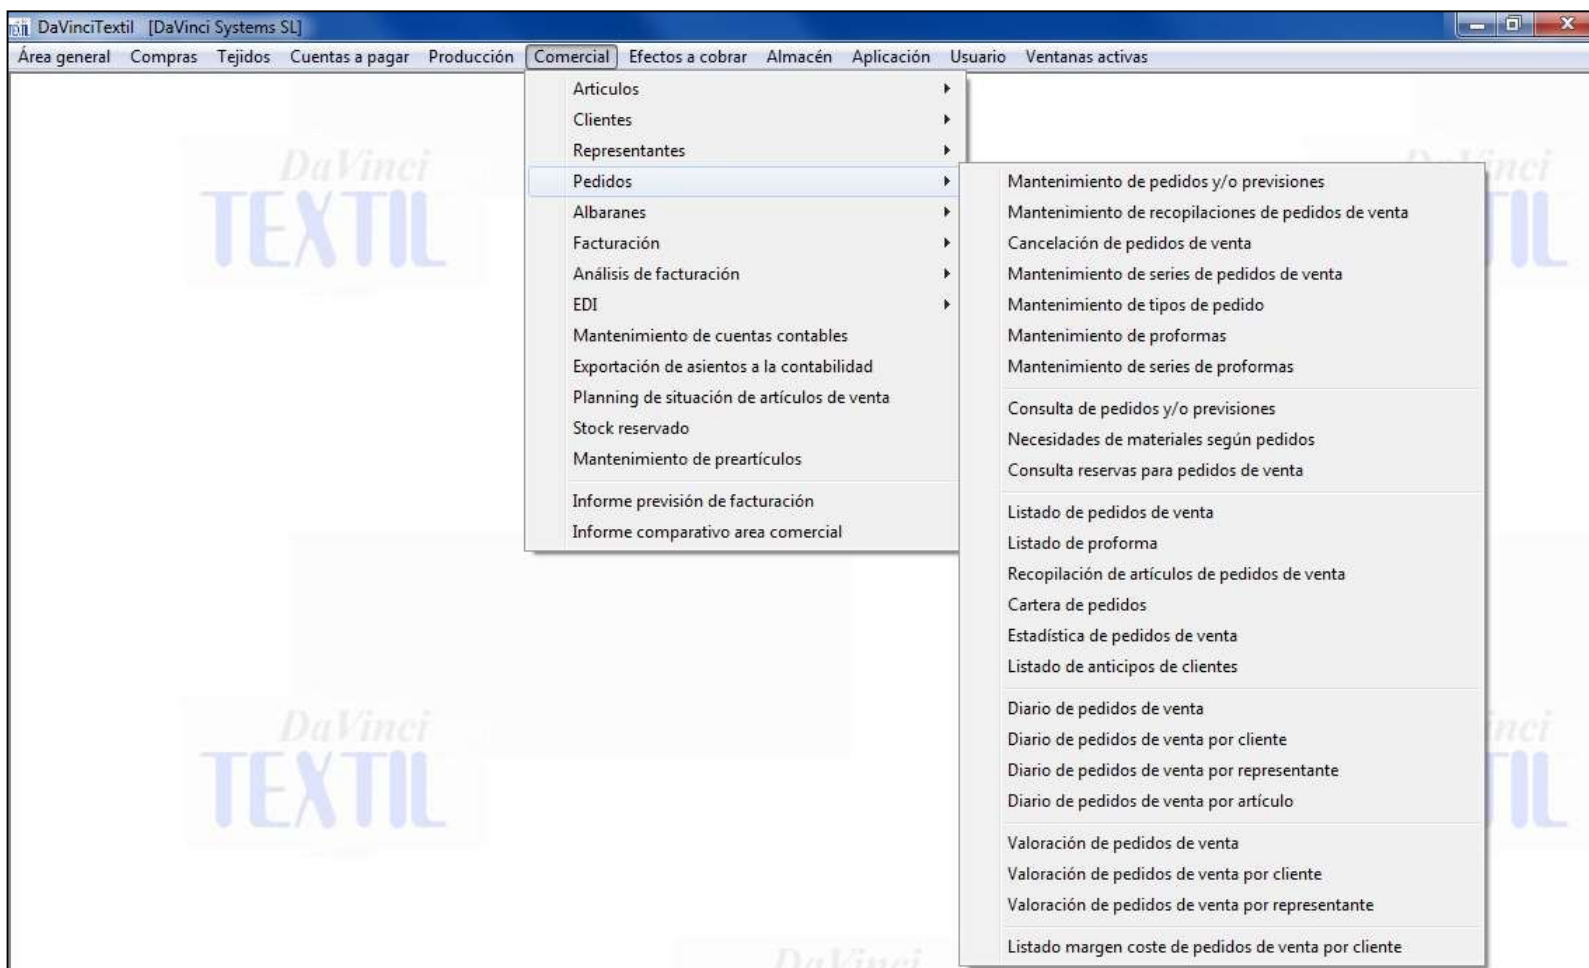 DaVinciTextil [DaVinci Systems SL]
Área general Compras Tejidos Cuentas a pagar Producción Comercial Efectos a cobrar Almacén Aplicación Usuario Ventanas activas
Articulos
Clientes
Representantes
Pedidos
Albaranes
Facturación
Análisis de facturación
EDI
Mantenimiento de cuentas contables
Exportación de asientos a la contabilidad
Planning de situación de artículos de venta
Stock reservado
Mantenimiento de preartículos
Informe previsión de facturación
Informe comparativo area comercial
Mantenimiento de pedidos y/o previsiones
Mantenimiento de recopilaciones de pedidos de venta
Cancelación de pedidos de venta
Mantenimiento de series de pedidos de venta
Mantenimiento de tipos de pedido
Mantenimiento de proformas
Mantenimiento de series de proformas
Consulta de pedidos y/o previsiones
Necesidades de materiales según pedidos
Consulta reservas para pedidos de venta
Listado de pedidos de venta
Listado de proforma
Recopilación de artículos de pedidos de venta
Cartera de pedidos
Estadística de pedidos de venta
Listado de anticipos de clientes
Diario de pedidos de venta
Diario de pedidos de venta por cliente
Diario de pedidos de venta por representante
Diario de pedidos de venta por artículo
Valoración de pedidos de venta
Valoración de pedidos de venta por cliente
Valoración de pedidos de venta por representante
Listado margen coste de pedidos de venta por cliente
DaVinci
TEXTIL
DaVinci
TEXTIL
DaVinci